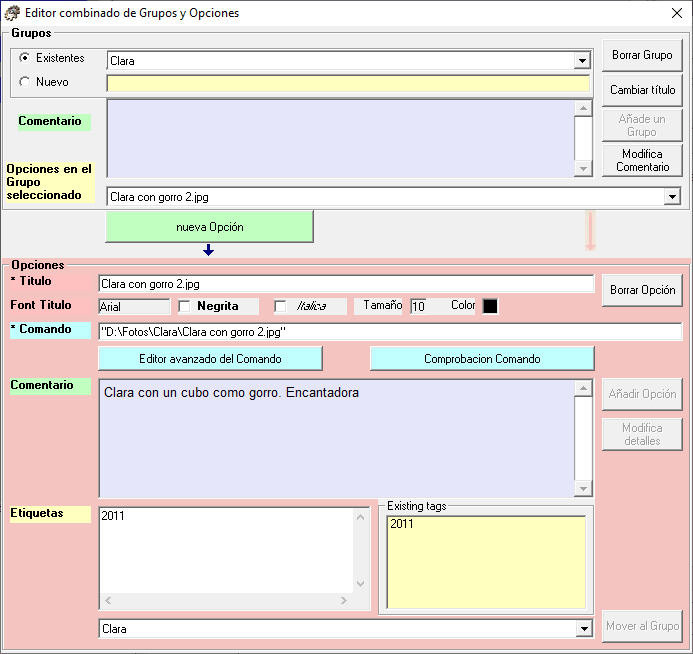 Editor combinado de Grupos y Opciones
Grupos
Existentes
Clara
Borrar Grupo
Nuevo
Cambiar título
Comentario
Añade un
Grupo
Modifica
Comentario
Opciones en el
Grupo
seleccionado
Clara con gorro 2.jpg
nueva Opción
Opciones
* Titulo
Clara con gorro 2.jpg
Borrar Opción
Font Titulo
Arial
Negrita
Italica
Tamaño
10
Color
* Comando
"D:\Fotos\Clara\Clara con gorro 2.jpg"
Editor avanzado del Comando
Comprobacion Comando
Comentario
Clara con un cubo como gorro. Encantadora
Añadir Opción
Modifica
detalles
Etiquetas
2011
Existing tags
2011
Clara
Mover al Grupo